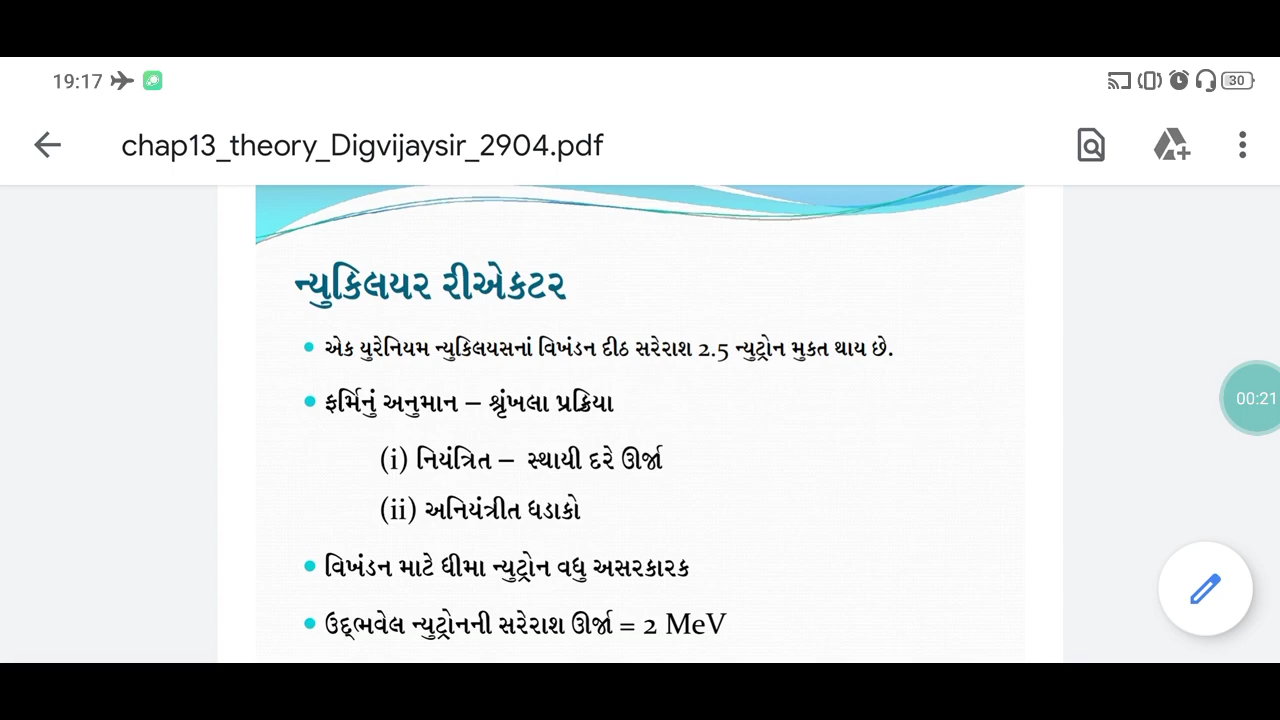 19:17
30
chap13_theory_Digvijaysir_2904.pdf
ન્યુકિલયર રીએકટર
• એક યુરેનિયમ ન્યુકિલયસનાં વિખંડન દીઠ સરેરાશ 2.5 ન્યુટ્રોન મુકત થાય છે.
00:21
• ફર્મિનું અનુમાન – શ્રૃંખલા પ્રક્રિયા
(i) નિયંત્રિત – સ્થાયી દરે ઊર્જા
(ii) અનિયંત્રીત ધડાકો
• વિખંડન માટે ધીમા ન્યુટ્રોન વધુ અસરકારક
• ઉદ્ભવેલ ન્યુટ્રોનની સરેરાશ ઊર્જા = 2 MeV